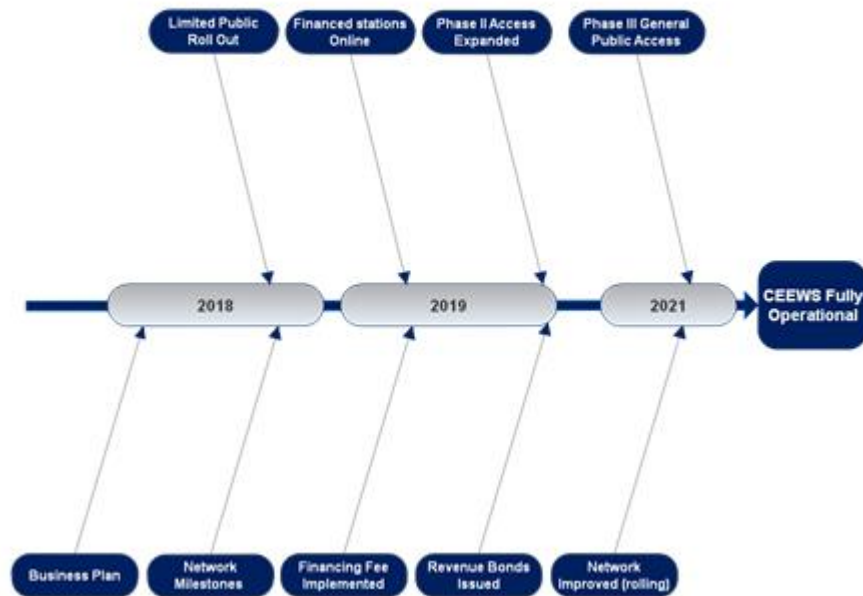 Limited Public
Roll Out
Financed stations
Online
Phase II Access
Expanded
Phase III General
Public Access
2018
2019
2021
CEEWS Fully
Operational
Business Plan
Network
Milestones
Financing Fee
Implemented
Revenue Bonds
Issued
Network
Improved (rolling)